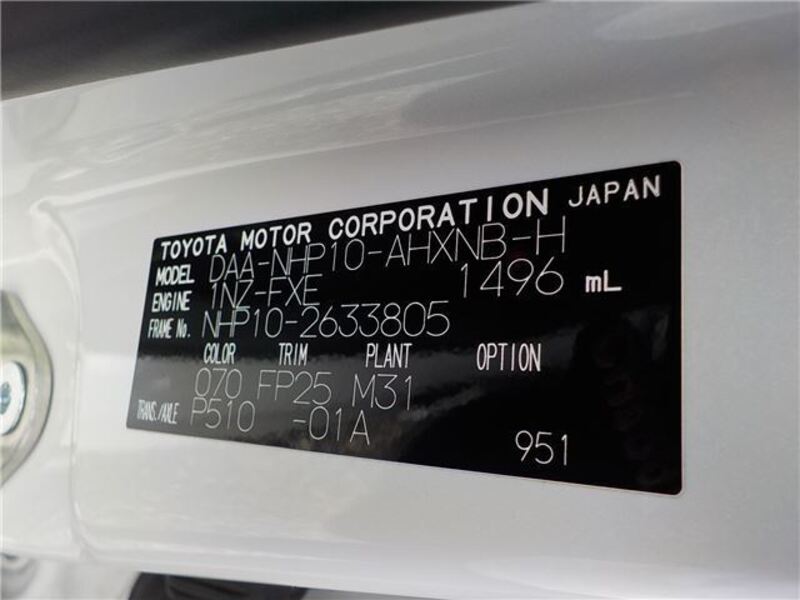 TOYOTA MOTOR CORPORATION JAPAN
MODEL DAA-NHP10-AHXNB-H
ENGINE 1NZ-FXE 1496 mL
FRAME No. NHP10-2633805
COLOR TRIM PLANT OPTION
070 FP25 M31
TRANS./AXLE P510 -01A
951